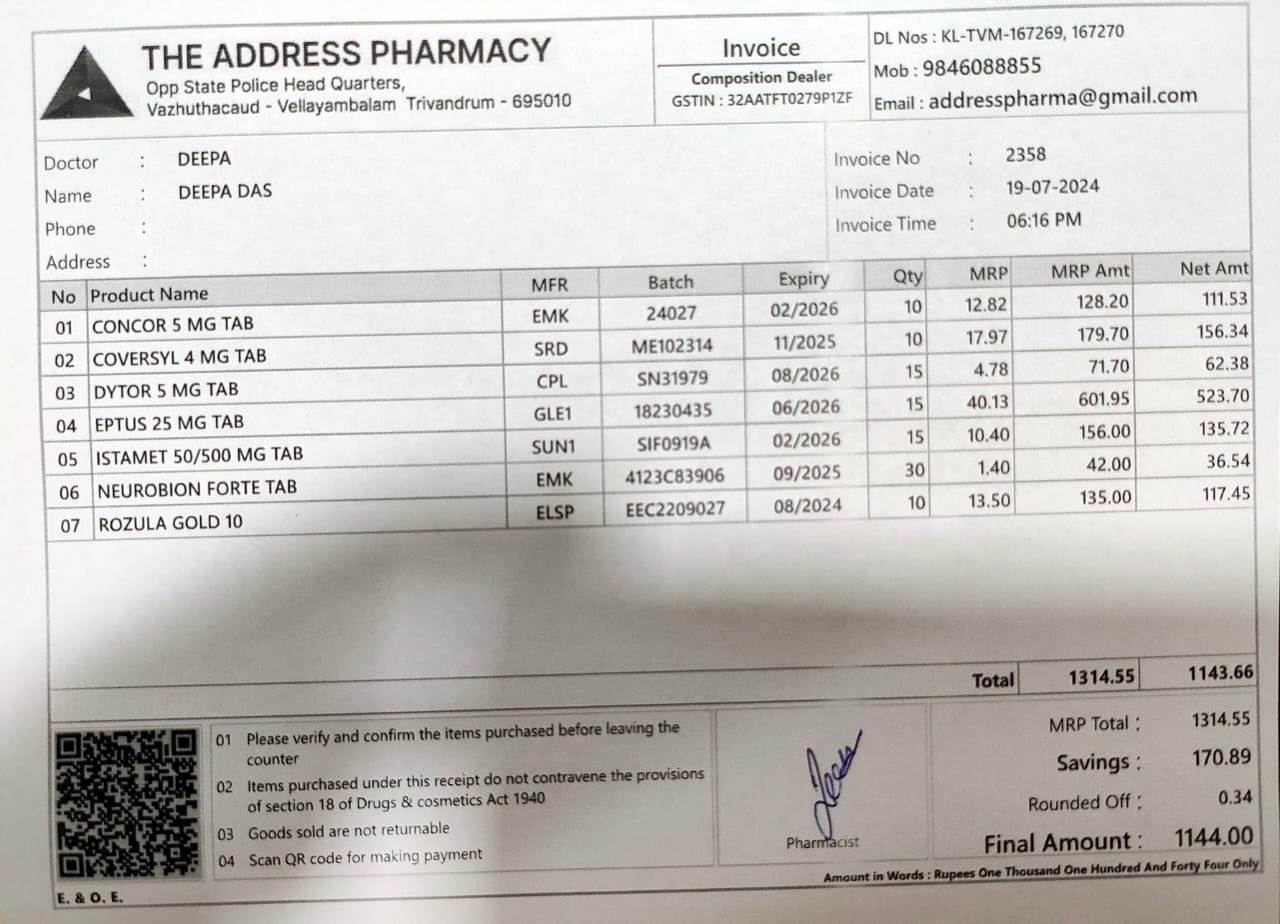 THE ADDRESS PHARMACY
Opp State Police Head Quarters,
Vazhuthacaud - Vellayambalam Trivandrum - 695010
Invoice
Composition Dealer
GSTIN : 32AATFT0279P1ZF
DL Nos : KL-TVM-167269, 167270
Mob : 9846088855
Email : addresspharma@gmail.com
Doctor : DEEPA
Name : DEEPA DAS
Phone :
Address :
Invoice No : 2358
Invoice Date : 19-07-2024
Invoice Time : 06:16 PM
No Product Name MFR Batch Expiry Qty MRP MRP Amt Net Amt
01 CONCOR 5 MG TAB EMK 24027 02/2026 10 12.82 128.20 111.53
02 COVERSYL 4 MG TAB SRD ME102314 11/2025 10 17.97 179.70 156.34
03 DYTOR 5 MG TAB CPL SN31979 08/2026 15 4.78 71.70 62.38
04 EPTUS 25 MG TAB GLE1 18230435 06/2026 15 40.13 601.95 523.70
05 ISTAMET 50/500 MG TAB SUN1 SIF0919A 02/2026 15 10.40 156.00 135.72
06 NEUROBION FORTE TAB EMK 4123C83906 09/2025 30 1.40 42.00 36.54
07 ROZULA GOLD 10 ELSP EEC2209027 08/2024 10 13.50 135.00 117.45
Total 1314.55 1143.66
01 Please verify and confirm the items purchased before leaving the
counter
02 Items purchased under this receipt do not contravene the provisions
of section 18 of Drugs & cosmetics Act 1940
03 Goods sold are not returnable
04 Scan QR code for making payment
Pharmacist
MRP Total : 1314.55
Savings : 170.89
Rounded Off : 0.34
Final Amount : 1144.00
Amount in Words : Rupees One Thousand One Hundred And Forty Four Only
E. & O. E.